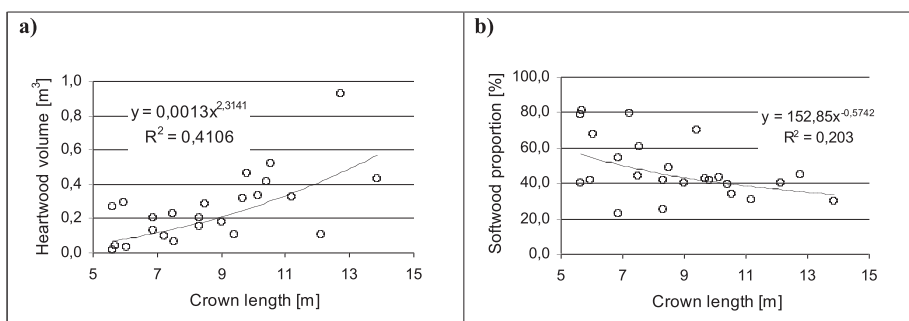 a)
Heartwood volume [m³]
1,0
0,8
0,6
0,4
0,2
0,0
y = 0,0013x^2,3141
R² = 0,4106
5 7 9 11 13 15
Crown length [m]
b)
Softwood proportion [%]
100,0
80,0
60,0
40,0
20,0
0,0
y = 152,85x^-0,5742
R² = 0,203
5 7 9 11 13 15
Crown length [m]